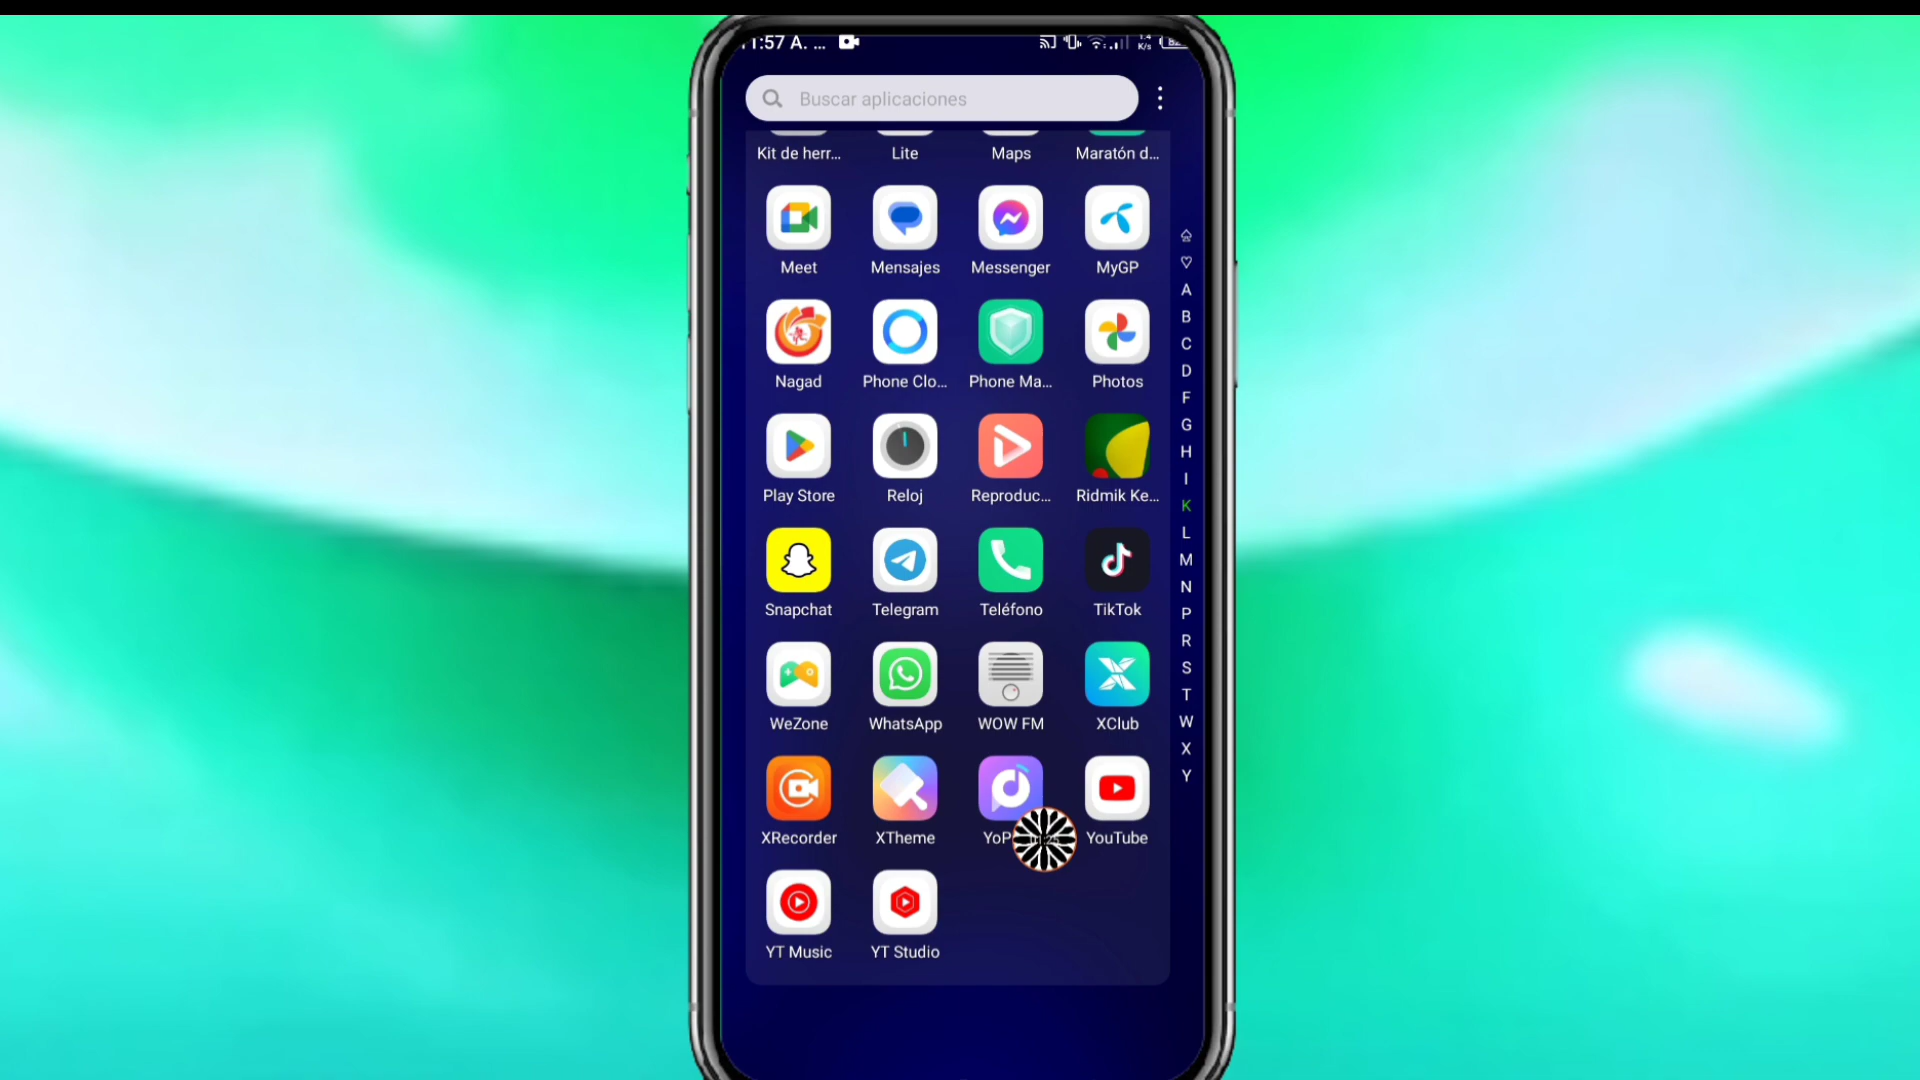 11:57 A. ...
1.4
K/s
Buscar aplicaciones
Kit de herr... Lite Maps Maratón d...
Meet Mensajes Messenger MyGP
Nagad Phone Clo... Phone Ma... Photos
Play Store Reloj Reproduc... Ridmik Ke...
Snapchat Telegram Teléfono TikTok
WeZone WhatsApp WOW FM XClub
XRecorder XTheme YoP YouTube
YT Music YT Studio
A
B
C
D
F
G
H
I
K
L
M
N
P
R
S
T
W
X
Y